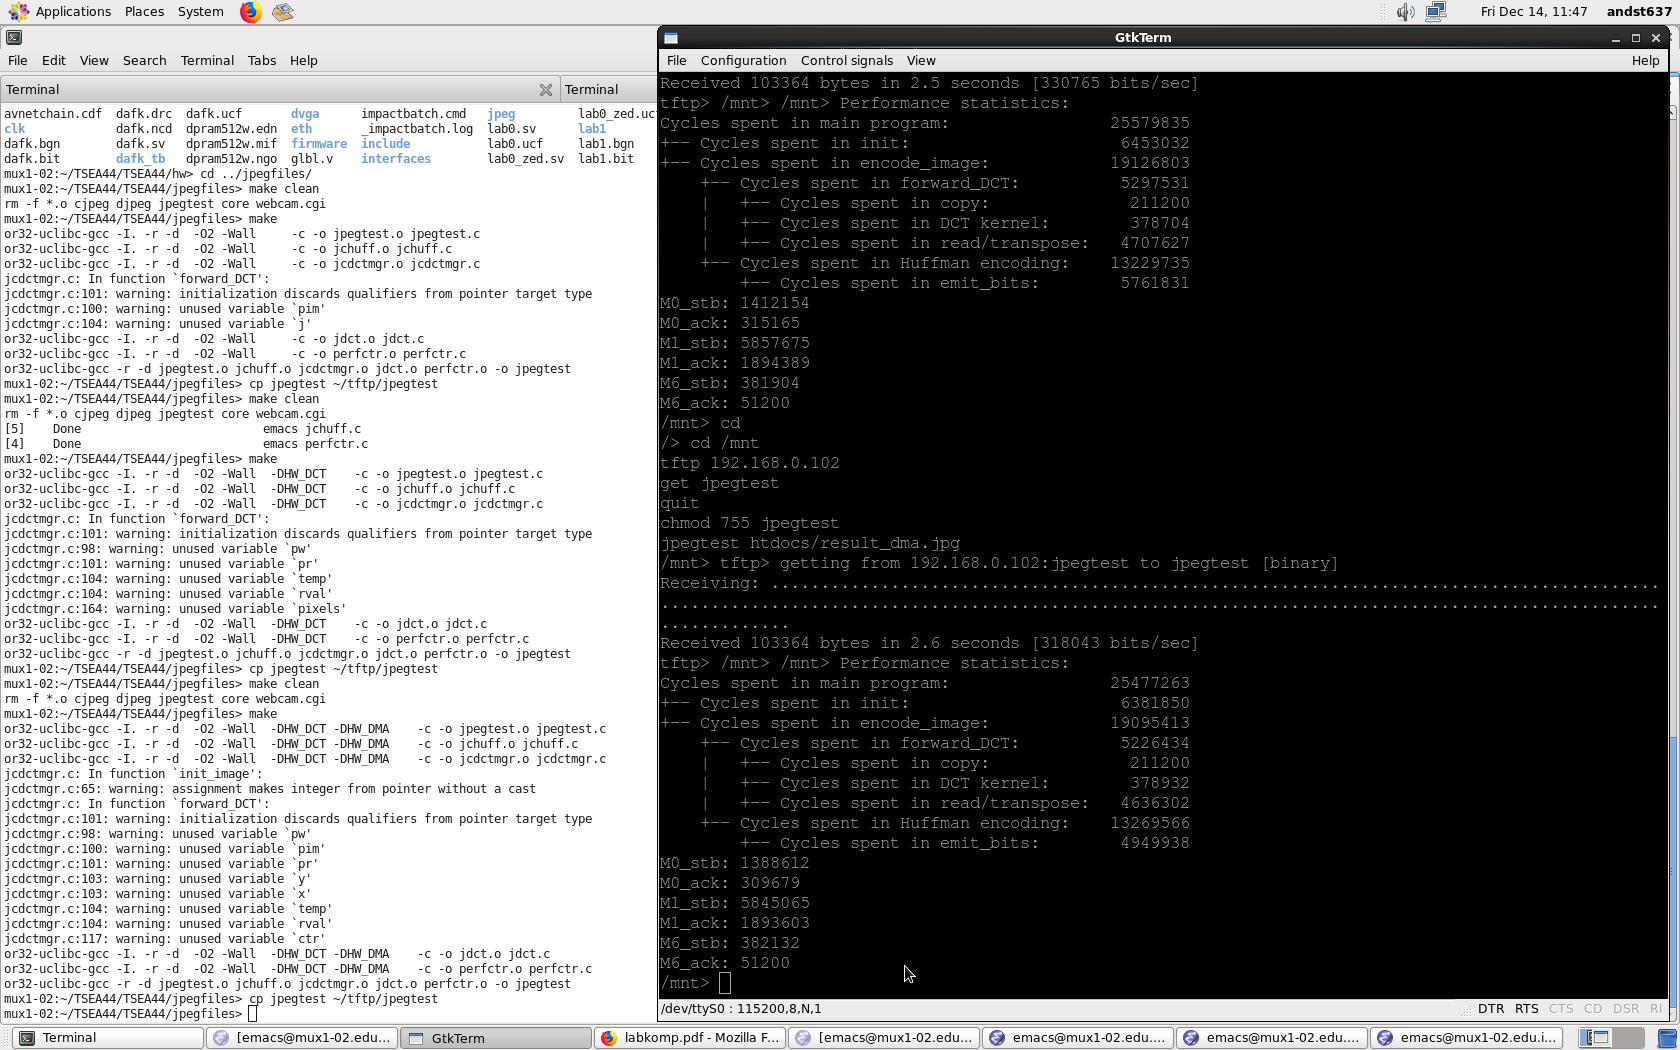 Applications Places System Fri Dec 14, 11:47 andst637
File Edit View Search Terminal Tabs Help
Terminal Terminal
avnetchain.cdf dafk.drc dafk.ucf dvga impactbatch.cmd jpeg lab0_zed.uc
clk dafk.ncd dpram512w.edn eth _impactbatch.log lab0.sv lab1
dafk.bgn dafk.sv dpram512w.mif firmware include lab0.ucf lab1.bgn
dafk.bit dafk_tb dpram512w.ngo glbl.v interfaces lab0_zed.sv lab1.bit
mux1-02:~/TSEA44/TSEA44/hw> cd ../jpegfiles/
mux1-02:~/TSEA44/TSEA44/jpegfiles> make clean
rm -f *.o cjpeg djpeg jpegtest core webcam.cgi
mux1-02:~/TSEA44/TSEA44/jpegfiles> make
or32-uclibc-gcc -I. -r -d -O2 -Wall -c -o jpegtest.o jpegtest.c
or32-uclibc-gcc -I. -r -d -O2 -Wall -c -o jchuff.o jchuff.c
or32-uclibc-gcc -I. -r -d -O2 -Wall -c -o jcdctmgr.o jcdctmgr.c
jcdctmgr.c: In function `forward_DCT':
jcdctmgr.c:101: warning: initialization discards qualifiers from pointer target type
jcdctmgr.c:100: warning: unused variable `pim'
jcdctmgr.c:104: warning: unused variable `j'
or32-uclibc-gcc -I. -r -d -O2 -Wall -c -o jdct.o jdct.c
or32-uclibc-gcc -I. -r -d -O2 -Wall -c -o perfctr.o perfctr.c
or32-uclibc-gcc -r -d jpegtest.o jchuff.o jcdctmgr.o jdct.o perfctr.o -o jpegtest
mux1-02:~/TSEA44/TSEA44/jpegfiles> cp jpegtest ~/tftp/jpegtest
mux1-02:~/TSEA44/TSEA44/jpegfiles> make clean
rm -f *.o cjpeg djpeg jpegtest core webcam.cgi
[5] Done emacs jchuff.c
[4] Done emacs perfctr.c
mux1-02:~/TSEA44/TSEA44/jpegfiles> make
or32-uclibc-gcc -I. -r -d -O2 -Wall -DHW_DCT -c -o jpegtest.o jpegtest.c
or32-uclibc-gcc -I. -r -d -O2 -Wall -DHW_DCT -c -o jchuff.o jchuff.c
or32-uclibc-gcc -I. -r -d -O2 -Wall -DHW_DCT -c -o jcdctmgr.o jcdctmgr.c
jcdctmgr.c: In function `forward_DCT':
jcdctmgr.c:101: warning: initialization discards qualifiers from pointer target type
jcdctmgr.c:98: warning: unused variable `pw'
jcdctmgr.c:101: warning: unused variable `pr'
jcdctmgr.c:104: warning: unused variable `temp'
jcdctmgr.c:104: warning: unused variable `rval'
jcdctmgr.c:164: warning: unused variable `pixels'
or32-uclibc-gcc -I. -r -d -O2 -Wall -DHW_DCT -c -o jdct.o jdct.c
or32-uclibc-gcc -I. -r -d -O2 -Wall -DHW_DCT -c -o perfctr.o perfctr.c
or32-uclibc-gcc -r -d jpegtest.o jchuff.o jcdctmgr.o jdct.o perfctr.o -o jpegtest
mux1-02:~/TSEA44/TSEA44/jpegfiles> cp jpegtest ~/tftp/jpegtest
mux1-02:~/TSEA44/TSEA44/jpegfiles> make clean
rm -f *.o cjpeg djpeg jpegtest core webcam.cgi
mux1-02:~/TSEA44/TSEA44/jpegfiles> make
or32-uclibc-gcc -I. -r -d -O2 -Wall -DHW_DCT -DHW_DMA -c -o jpegtest.o jpegtest.c
or32-uclibc-gcc -I. -r -d -O2 -Wall -DHW_DCT -DHW_DMA -c -o jchuff.o jchuff.c
or32-uclibc-gcc -I. -r -d -O2 -Wall -DHW_DCT -DHW_DMA -c -o jcdctmgr.o jcdctmgr.c
jcdctmgr.c: In function `init_image':
jcdctmgr.c:65: warning: assignment makes integer from pointer without a cast
jcdctmgr.c: In function `forward_DCT':
jcdctmgr.c:101: warning: initialization discards qualifiers from pointer target type
jcdctmgr.c:98: warning: unused variable `pw'
jcdctmgr.c:100: warning: unused variable `pim'
jcdctmgr.c:101: warning: unused variable `pr'
jcdctmgr.c:103: warning: unused variable `y'
jcdctmgr.c:103: warning: unused variable `x'
jcdctmgr.c:104: warning: unused variable `temp'
jcdctmgr.c:104: warning: unused variable `rval'
jcdctmgr.c:117: warning: unused variable `ctr'
or32-uclibc-gcc -I. -r -d -O2 -Wall -DHW_DCT -DHW_DMA -c -o jdct.o jdct.c
or32-uclibc-gcc -I. -r -d -O2 -Wall -DHW_DCT -DHW_DMA -c -o perfctr.o perfctr.c
or32-uclibc-gcc -r -d jpegtest.o jchuff.o jcdctmgr.o jdct.o perfctr.o -o jpegtest
mux1-02:~/TSEA44/TSEA44/jpegfiles> cp jpegtest ~/tftp/jpegtest
mux1-02:~/TSEA44/TSEA44/jpegfiles>
GtkTerm
File Configuration Control signals View Help
Received 103364 bytes in 2.5 seconds [330765 bits/sec]
tftp> /mnt> /mnt> Performance statistics:
Cycles spent in main program: 25579835
+-- Cycles spent in init: 6453032
+-- Cycles spent in encode_image: 19126803
+-- Cycles spent in forward_DCT: 5297531
| +-- Cycles spent in copy: 211200
| +-- Cycles spent in DCT kernel: 378704
| +-- Cycles spent in read/transpose: 4707627
+-- Cycles spent in Huffman encoding: 13229735
+-- Cycles spent in emit_bits: 5761831
M0_stb: 1412154
M0_ack: 315165
M1_stb: 5857675
M1_ack: 1894389
M6_stb: 381904
M6_ack: 51200
/mnt> cd
/> cd /mnt
tftp 192.168.0.102
get jpegtest
quit
chmod 755 jpegtest
jpegtest htdocs/result_dma.jpg
/mnt> tftp> getting from 192.168.0.102:jpegtest to jpegtest [binary]
Receiving: .........................................................................................
....................................................................................................
.............
Received 103364 bytes in 2.6 seconds [318043 bits/sec]
tftp> /mnt> /mnt> Performance statistics:
Cycles spent in main program: 25477263
+-- Cycles spent in init: 6381850
+-- Cycles spent in encode_image: 19095413
+-- Cycles spent in forward_DCT: 5226434
| +-- Cycles spent in copy: 211200
| +-- Cycles spent in DCT kernel: 378932
| +-- Cycles spent in read/transpose: 4636302
+-- Cycles spent in Huffman encoding: 13269566
+-- Cycles spent in emit_bits: 4949938
M0_stb: 1388612
M0_ack: 309679
M1_stb: 5845065
M1_ack: 1893603
M6_stb: 382132
M6_ack: 51200
/mnt>
/dev/ttyS0 : 115200,8,N,1 DTR RTS CTS CD DSR RI
Terminal [emacs@mux1-02.edu... GtkTerm labkomp.pdf - Mozilla F... [emacs@mux1-02.edu... emacs@mux1-02.edu.... emacs@mux1-02.edu.... emacs@mux1-02.edu.i...